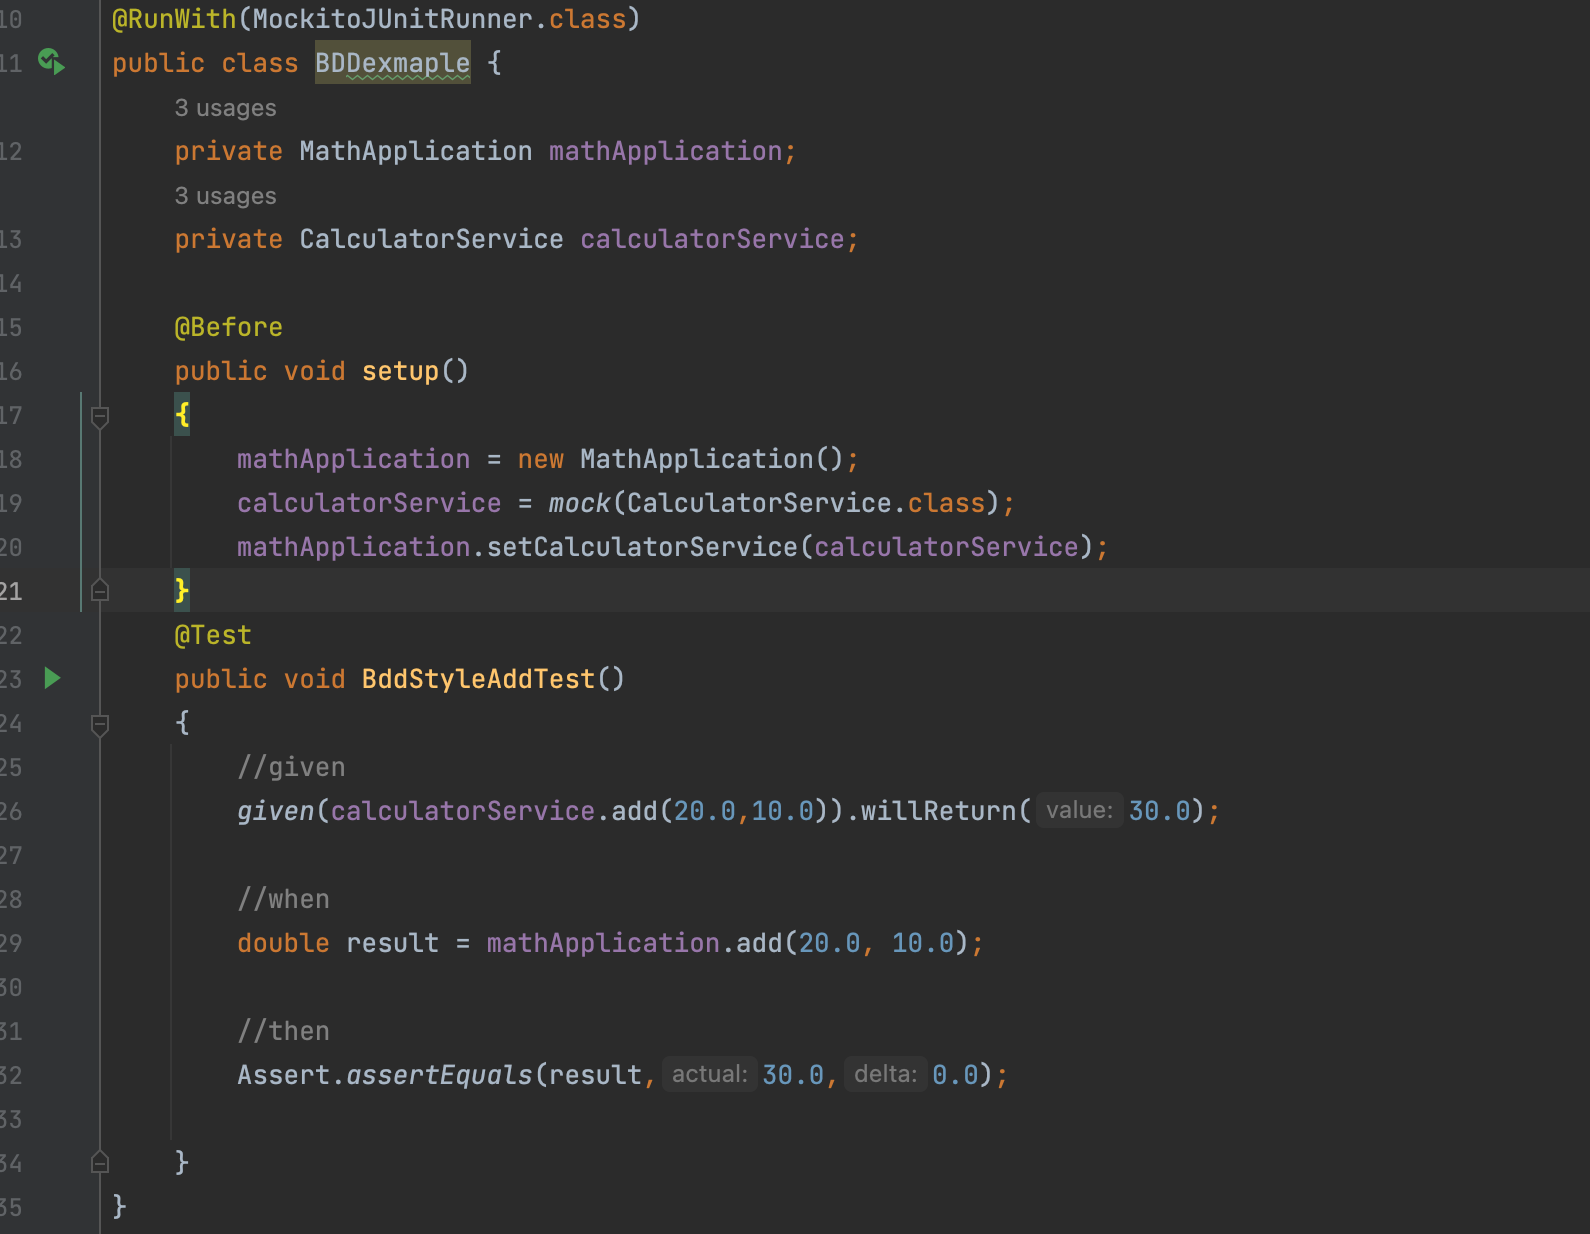 10 @RunWith(MockitoJUnitRunner.class)
11 public class BDDexmaple {
3 usages
12 private MathApplication mathApplication;
3 usages
13 private CalculatorService calculatorService;
14
15 @Before
16 public void setup()
17 {
18 mathApplication = new MathApplication();
19 calculatorService = mock(CalculatorService.class);
20 mathApplication.setCalculatorService(calculatorService);
21 }
22 @Test
23 public void BddStyleAddTest()
24 {
25 //given
26 given(calculatorService.add(20.0,10.0)).willReturn( value: 30.0);
27
28 //when
29 double result = mathApplication.add(20.0, 10.0);
30
31 //then
32 Assert.assertEquals(result, actual: 30.0, delta: 0.0);
33
34 }
35 }